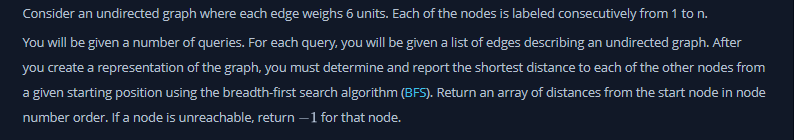 Consider an undirected graph where each edge weighs 6 units. Each of the nodes is labeled consecutively from 1 to n.
You will be given a number of queries. For each query, you will be given a list of edges describing an undirected graph. After
you create a representation of the graph, you must determine and report the shortest distance to each of the other nodes from
a given starting position using the breadth-first search algorithm (BFS). Return an array of distances from the start node in node
number order. If a node is unreachable, return −1 for that node.